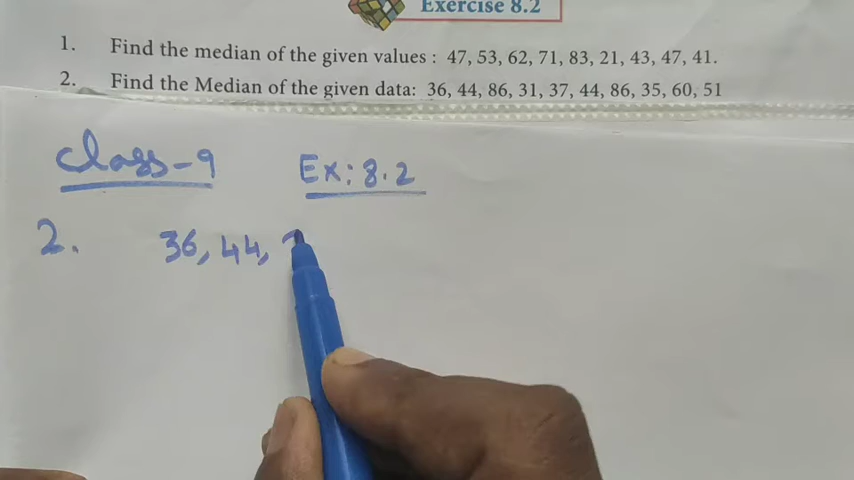 Exercise 8.2
1. Find the median of the given values : 47, 53, 62, 71, 83, 21, 43, 47, 41.
2. Find the Median of the given data: 36, 44, 86, 31, 37, 44, 86, 35, 60, 51
Class-9 Ex: 8.2
2. 36, 44,